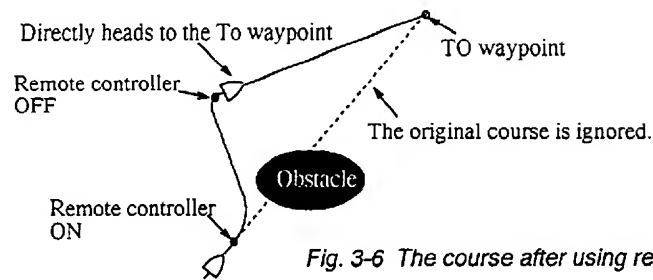 Directly heads to the To waypoint
TO waypoint
Remote controller
OFF
The original course is ignored.
Obstacle
Remote controller
ON
Fig. 3-6 The course after using re